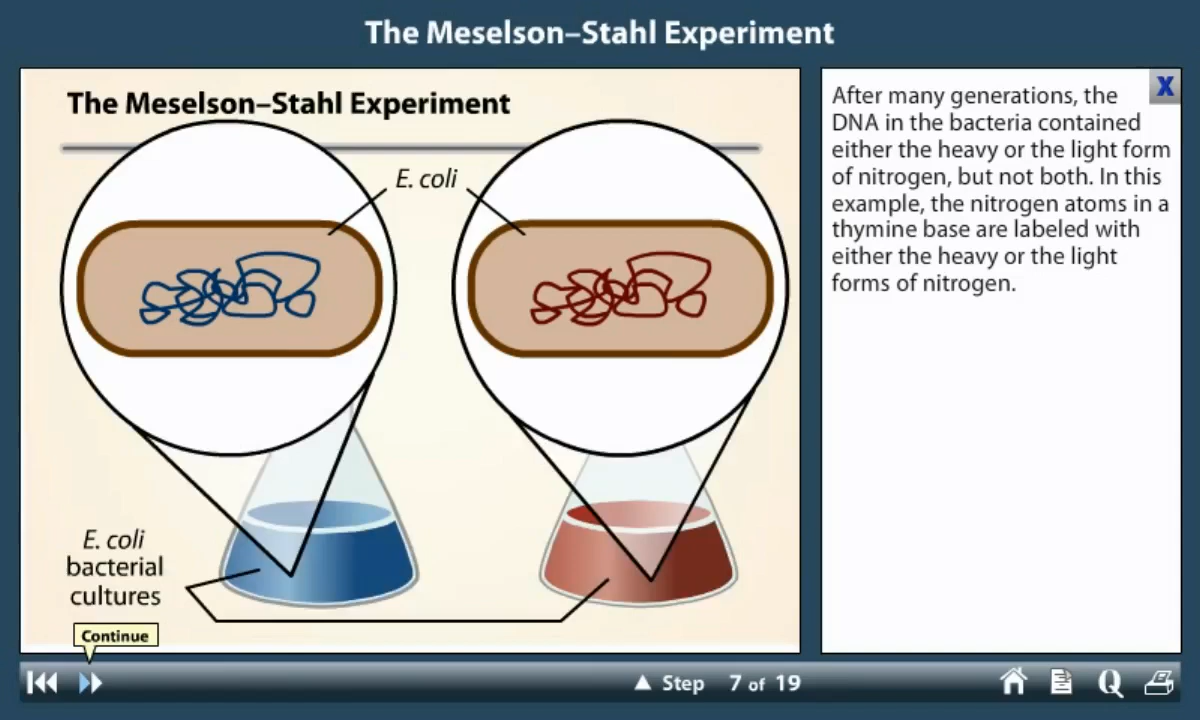 The Meselson–Stahl Experiment
The Meselson–Stahl Experiment
E. coli
E. coli
bacterial
cultures
Continue
After many generations, the
DNA in the bacteria contained
either the heavy or the light form
of nitrogen, but not both. In this
example, the nitrogen atoms in a
thymine base are labeled with
either the heavy or the light
forms of nitrogen.
X
Step 7 of 19
Q